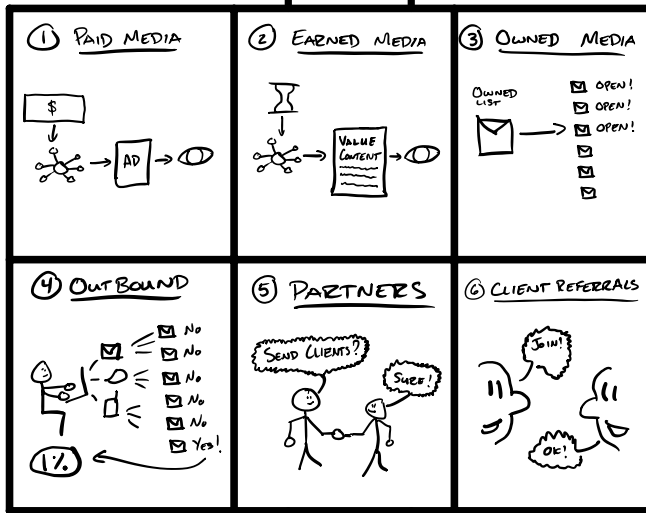 ① PAID MEDIA
$
AD
② EARNED MEDIA
VALUE
CONTENT
③ OWNED MEDIA
OWNED
LIST
OPEN!
OPEN!
OPEN!
④ OUTBOUND
No
No
No
No
No
Yes!
1%
⑤ PARTNERS
SEND CLIENTS?
SURE!
⑥ CLIENT REFERRALS
JOIN!
OK!